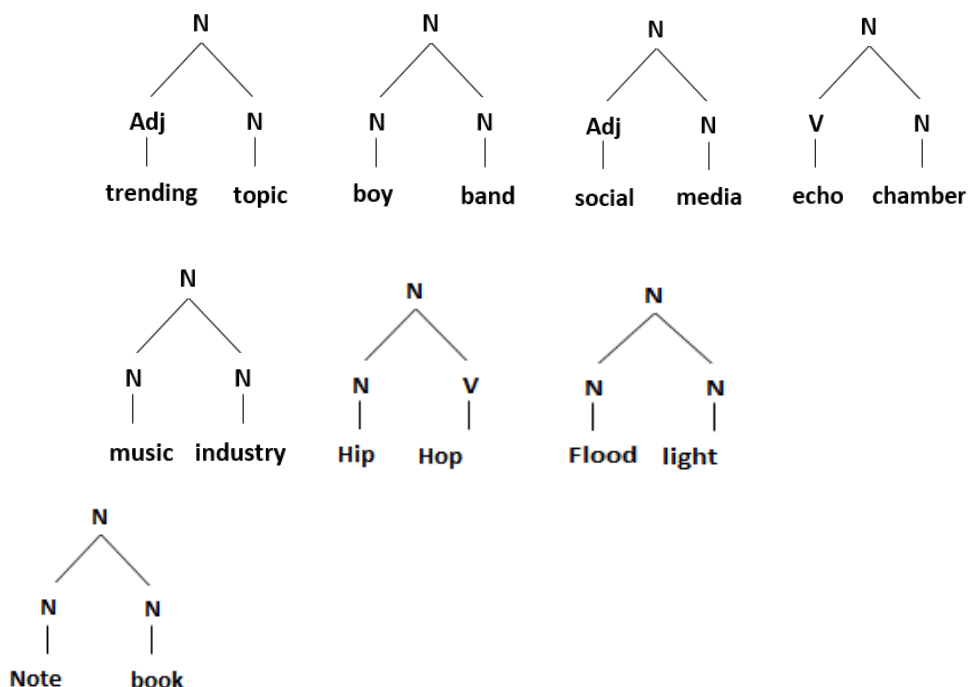 N N N N
Adj N N N Adj N V N
trending topic boy band social media echo chamber
N N N
N N N V N N
music industry Hip Hop Flood light
N
N N
Note book